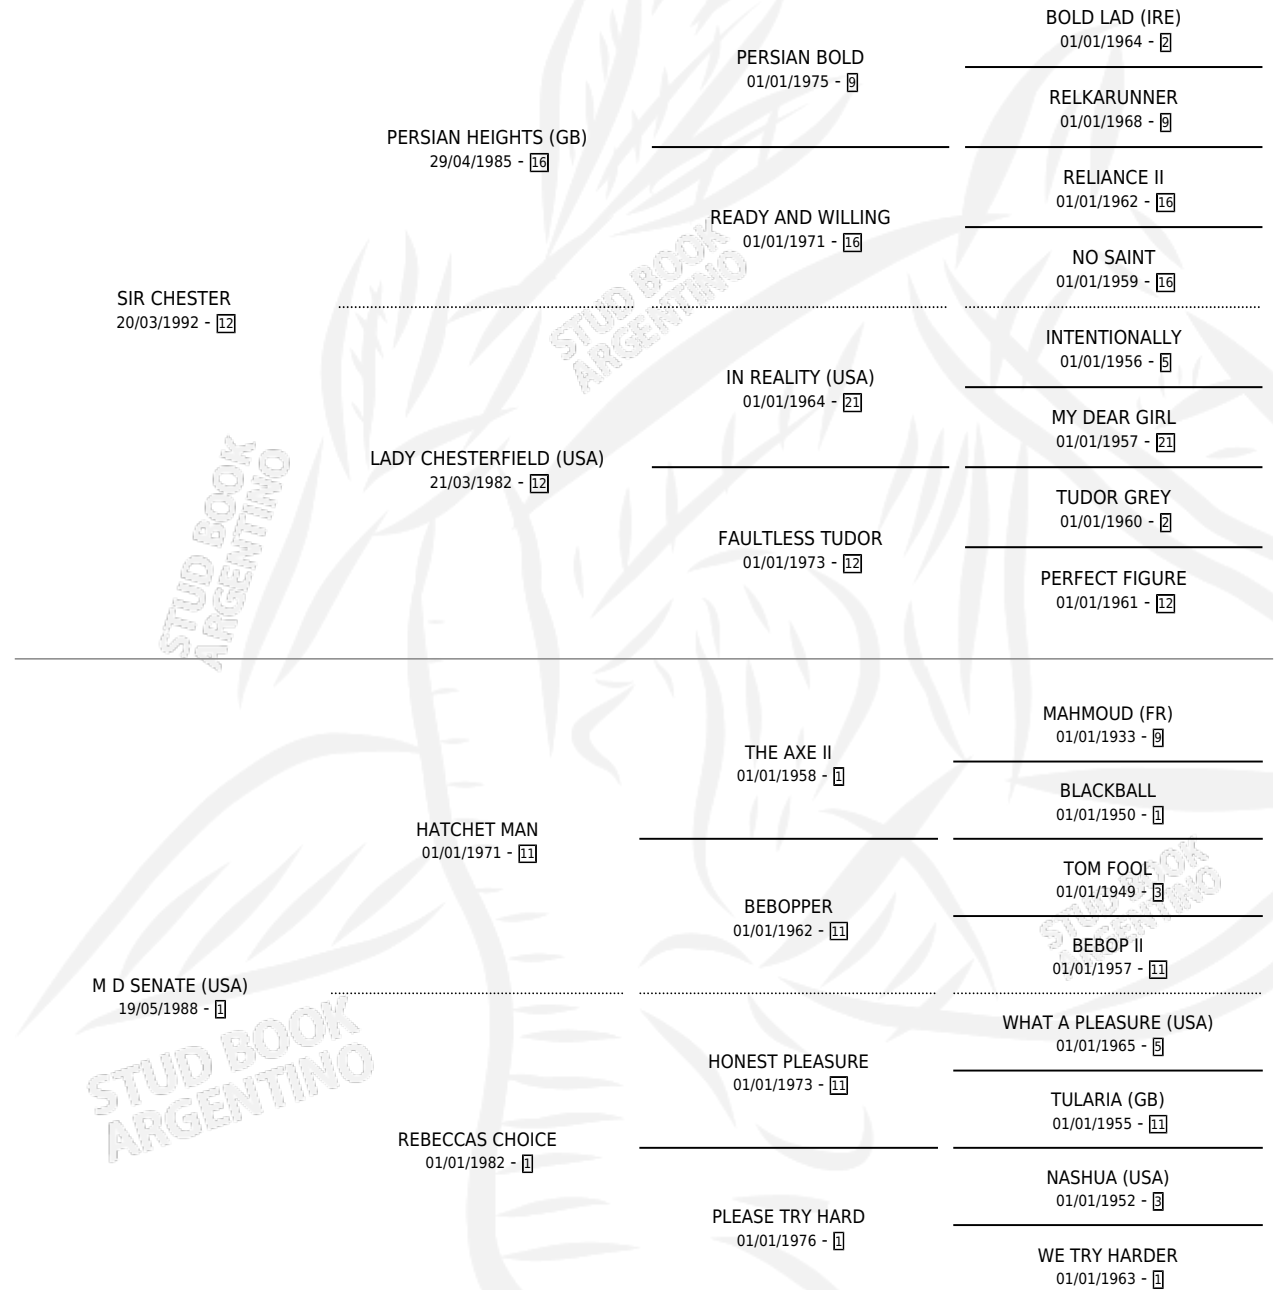 BOLD LAD (IRE)
01/01/1964 - 2
PERSIAN BOLD
01/01/1975 - 9
RELKARUNNER
01/01/1968 - 9
PERSIAN HEIGHTS (GB)
29/04/1985 - 16
RELIANCE II
01/01/1962 - 16
READY AND WILLING
01/01/1971 - 16
NO SAINT
01/01/1959 - 16
SIR CHESTER
20/03/1992 - 12
STUD BOOK
ARGENTINO
INTENTIONALLY
01/01/1956 - 5
IN REALITY (USA)
01/01/1964 - 21
MY DEAR GIRL
01/01/1957 - 21
LADY CHESTERFIELD (USA)
21/03/1982 - 12
TUDOR GREY
01/01/1960 - 2
FAULTLESS TUDOR
01/01/1973 - 12
PERFECT FIGURE
01/01/1961 - 12
STUD BOOK
ARGENTINO
MAHMOUD (FR)
01/01/1933 - 9
THE AXE II
01/01/1958 - 1
BLACKBALL
01/01/1950 - 1
HATCHET MAN
01/01/1971 - 11
TOM FOOL
01/01/1949 - 3
BEBOPPER
01/01/1962 - 11
BEBOP II
01/01/1957 - 11
STUD BOOK
ARGENTINO
M D SENATE (USA)
19/05/1988 - 1
WHAT A PLEASURE (USA)
01/01/1965 - 5
HONEST PLEASURE
01/01/1973 - 11
TULARIA (GB)
01/01/1955 - 11
STUD BOOK
ARGENTINO
REBECCAS CHOICE
01/01/1982 - 1
NASHUA (USA)
01/01/1952 - 3
PLEASE TRY HARD
01/01/1976 - 1
WE TRY HARDER
01/01/1963 - 1